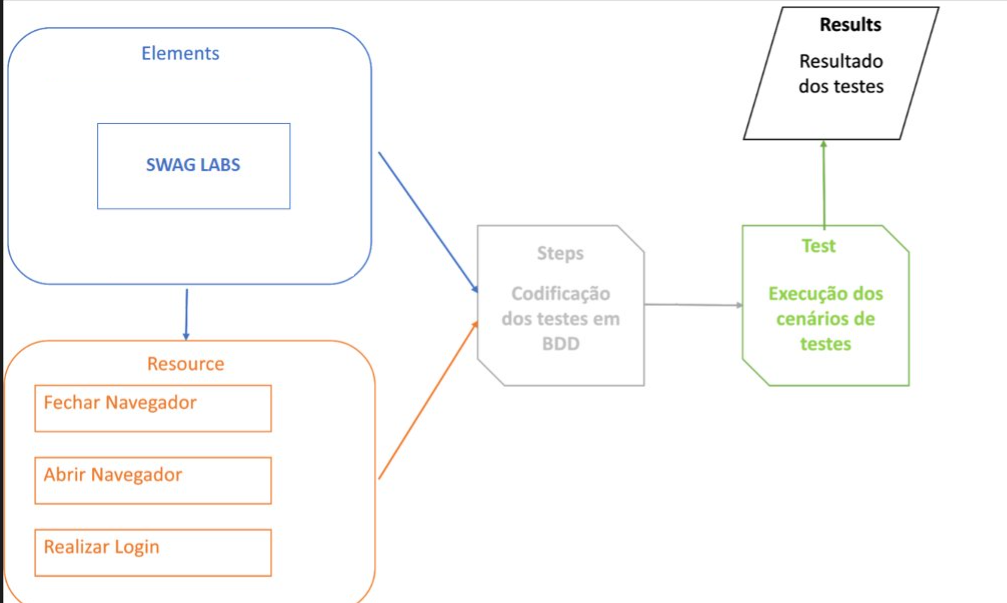 Elements
SWAG LABS
Resource
Fechar Navegador
Abrir Navegador
Realizar Login
Steps
Codificação
dos testes em
BDD
Test
Execução dos
cenários de
testes
Results
Resultado
dos testes